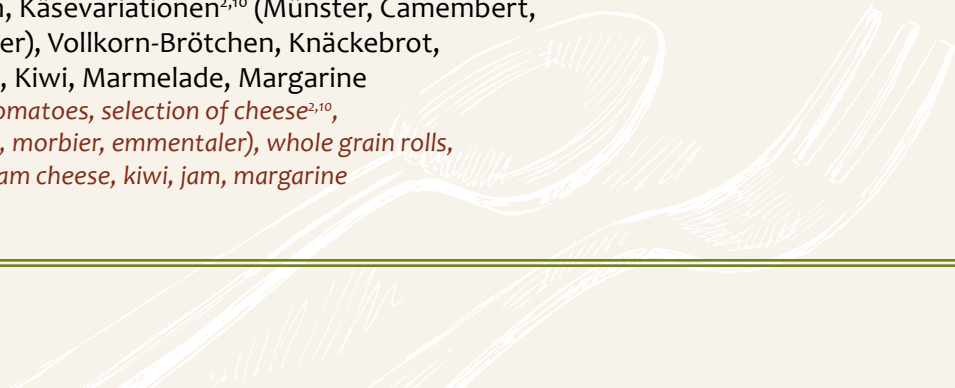 , Käsevariationen²,¹⁰ (Münster, Camembert,
er), Vollkorn-Brötchen, Knäckebrot,
, Kiwi, Marmelade, Margarine
omatoes, selection of cheese²,¹⁰,
, morbier, emmentaler), whole grain rolls,
am cheese, kiwi, jam, margarine